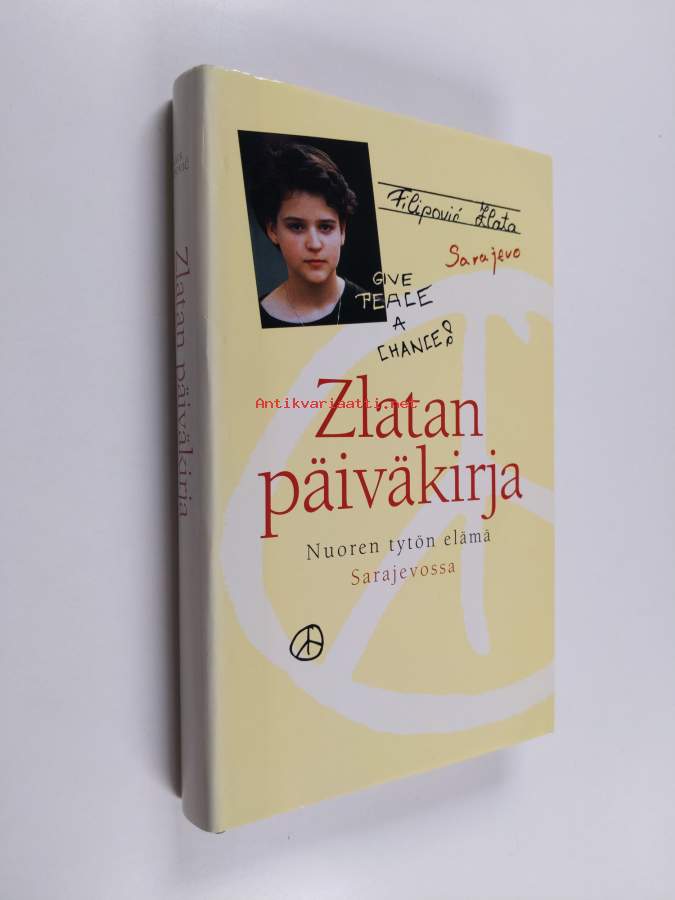 Filipović Zlata
Sarajevo
GIVE
PEACE
A
CHANCE!
Antikvariaatti.net
Zlatan
päiväkirja
Nuoren tytön elämä
Sarajevossa
Zlatan päiväkirja